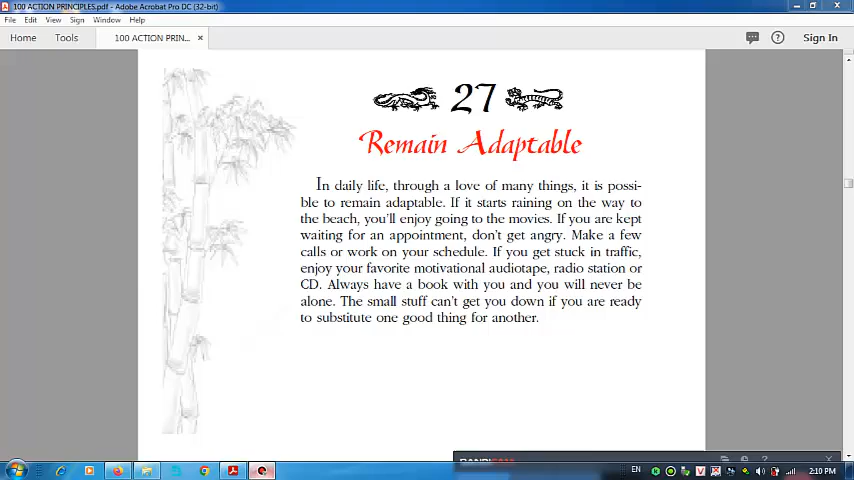 100 ACTION PRINCIPLES.pdf - Adobe Acrobat Pro DC (32-bit)
File Edit View Sign Window Help
Home Tools 100 ACTION PRIN... × Sign In
27
Remain Adaptable
In daily life, through a love of many things, it is possi-
ble to remain adaptable. If it starts raining on the way to
the beach, you'll enjoy going to the movies. If you are kept
waiting for an appointment, don't get angry. Make a few
calls or work on your schedule. If you get stuck in traffic,
enjoy your favorite motivational audiotape, radio station or
CD. Always have a book with you and you will never be
alone. The small stuff can't get you down if you are ready
to substitute one good thing for another.
EN 2:10 PM